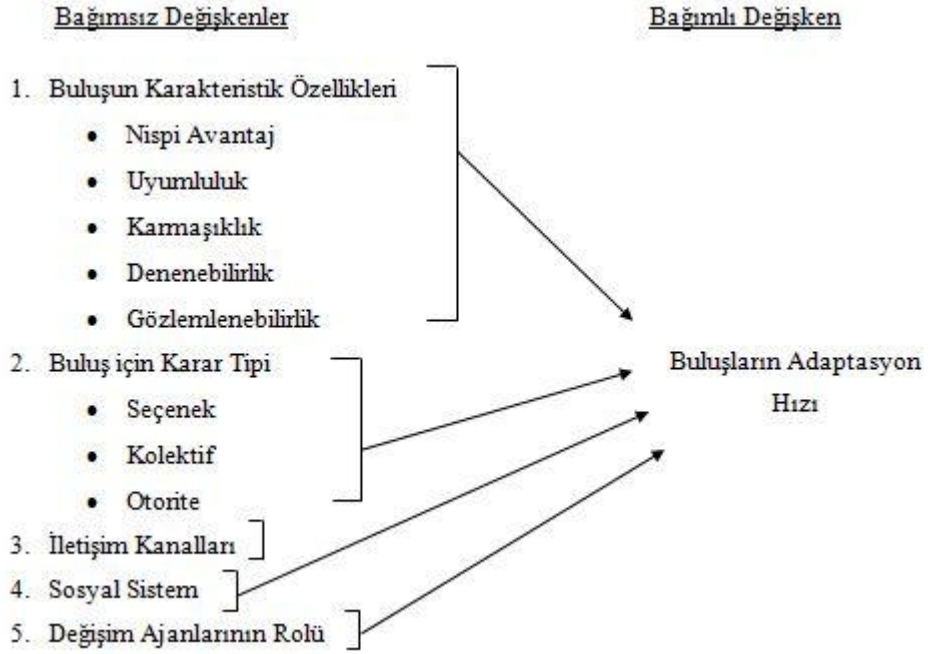 Bağımsız Değişkenler
Bağımlı Değişken
1. Buluşun Karakteristik Özellikleri
• Nispi Avantaj
• Uyumluluk
• Karmaşıklık
• Denenebilirlik
• Gözlemlenebilirlik
2. Buluş için Karar Tipi
• Seçenek
• Kolektif
• Otorite
3. İletişim Kanalları
4. Sosyal Sistem
5. Değişim Ajanlarının Rolü
Buluşların Adaptasyon
Hızı